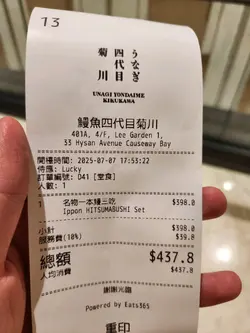 13
うなぎ
四代目
菊川
UNAGI YONDAIME
KIKUKAWA
鰻魚四代目菊川
401A, 4/F, Lee Garden 1,
33 Hysan Avenue Causeway Bay
開檯時間: 2025-07-07 17:53:22
侍應: Lucky
訂單編號: 041 [堂食]
人數: 1
1 名物一本鰻三吃 $398.0
Ippon HITSUMABUSHI Set
小計 $398.0
服務費(10%) $39.8
總額 $437.8
人均消費 $437.8
謝謝光臨
Powered by Eats365
重印